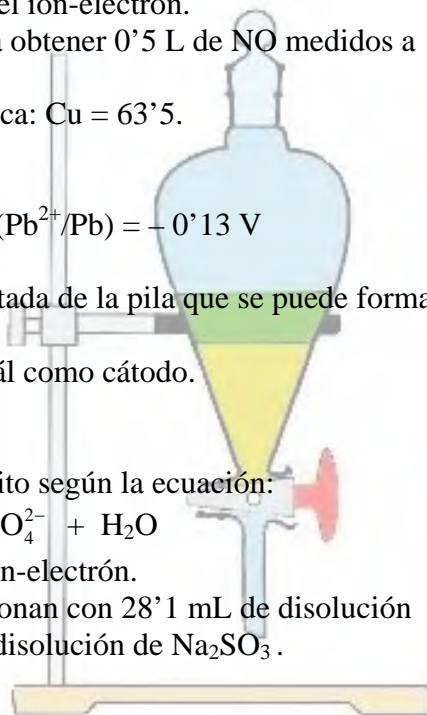 el ion-electrón.
obtener 0’5 L de NO medidos a
ca: Cu = 63’5.
(Pb²⁺/Pb) = – 0’13 V
tada de la pila que se puede forma
ál como cátodo.
ito según la ecuación:
O₄²⁻ + H₂O
n-electrón.
onan con 28’1 mL de disolución
disolución de Na₂SO₃ .